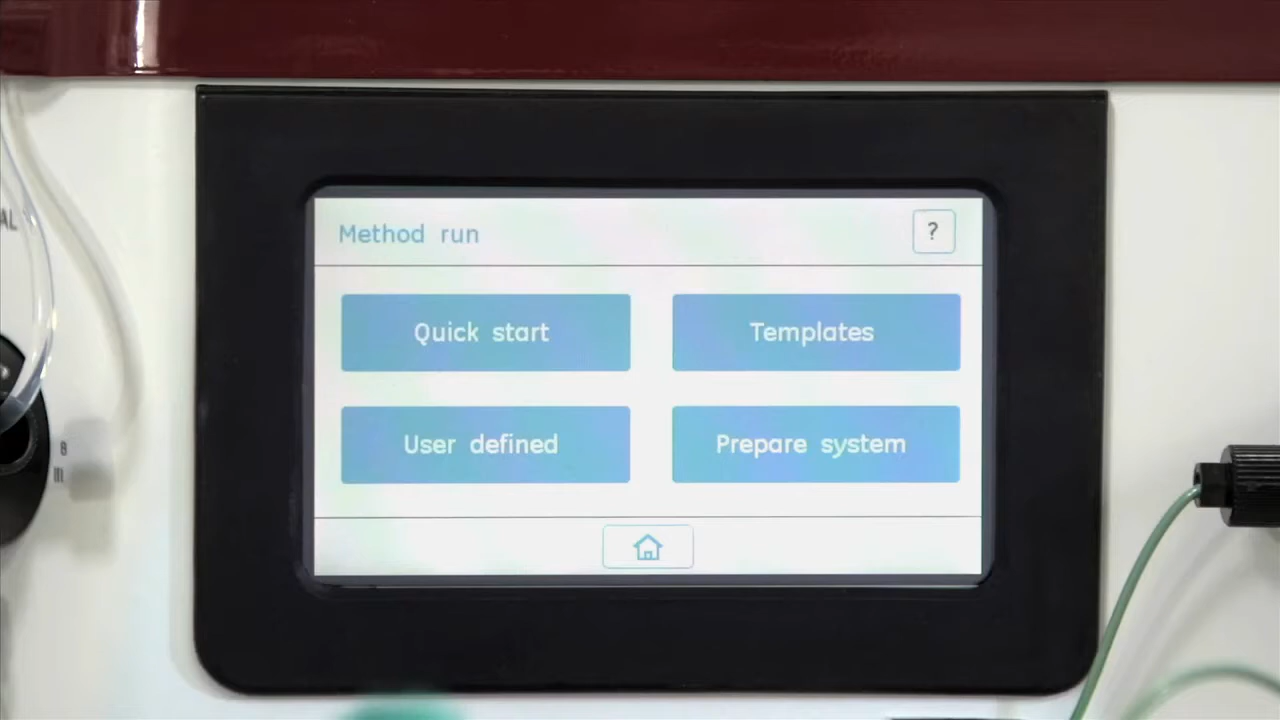 Method run
?
Quick start
Templates
User defined
Prepare system